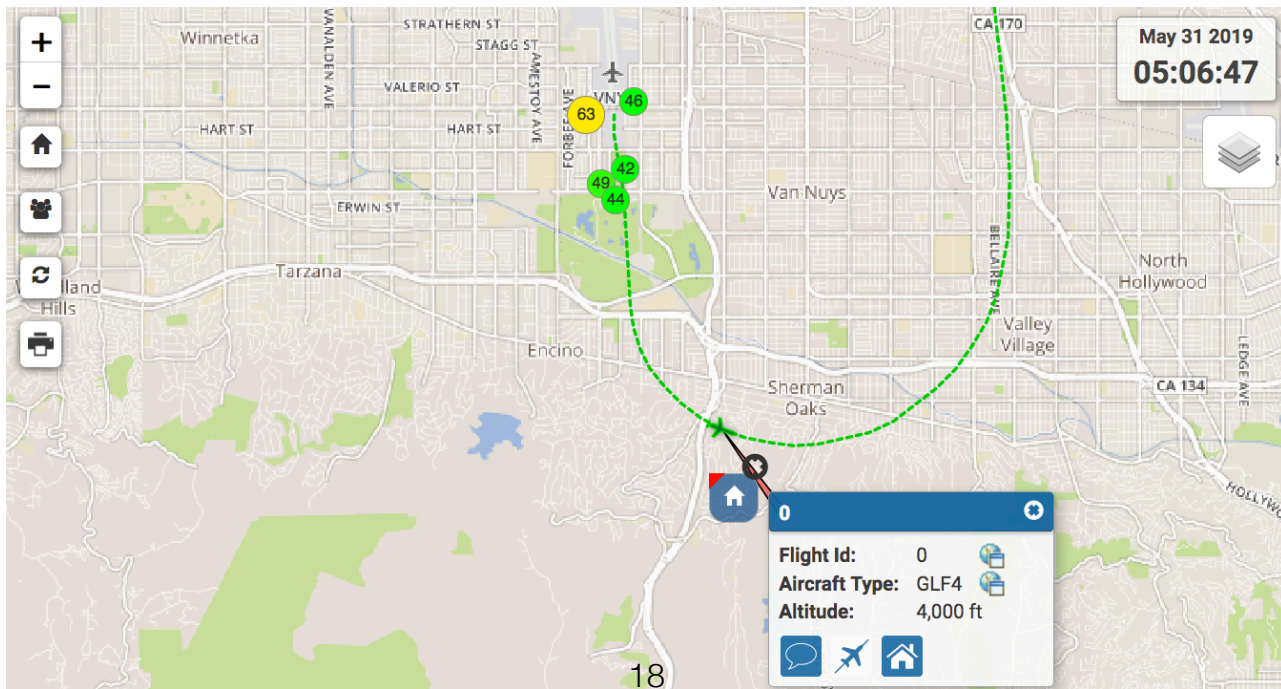 STRATHERN ST
CA 170
May 31 2019
05:06:47
+
−
Winnetka
VANALDEN AVE
STAGG ST
AMESTOY AVE
VALERIO ST
VNY
46
63
FORBES AVE
HART ST
HART ST
42
49
44
ERWIN ST
Van Nuys
BELLAIRE AVE
North
Hollywood
Tarzana
Hills
Encino
Valley
Village
LEDGE AVE
Sherman
Oaks
CA 134
0
Flight Id: 0
Aircraft Type: GLF4
Altitude: 4,000 ft
18